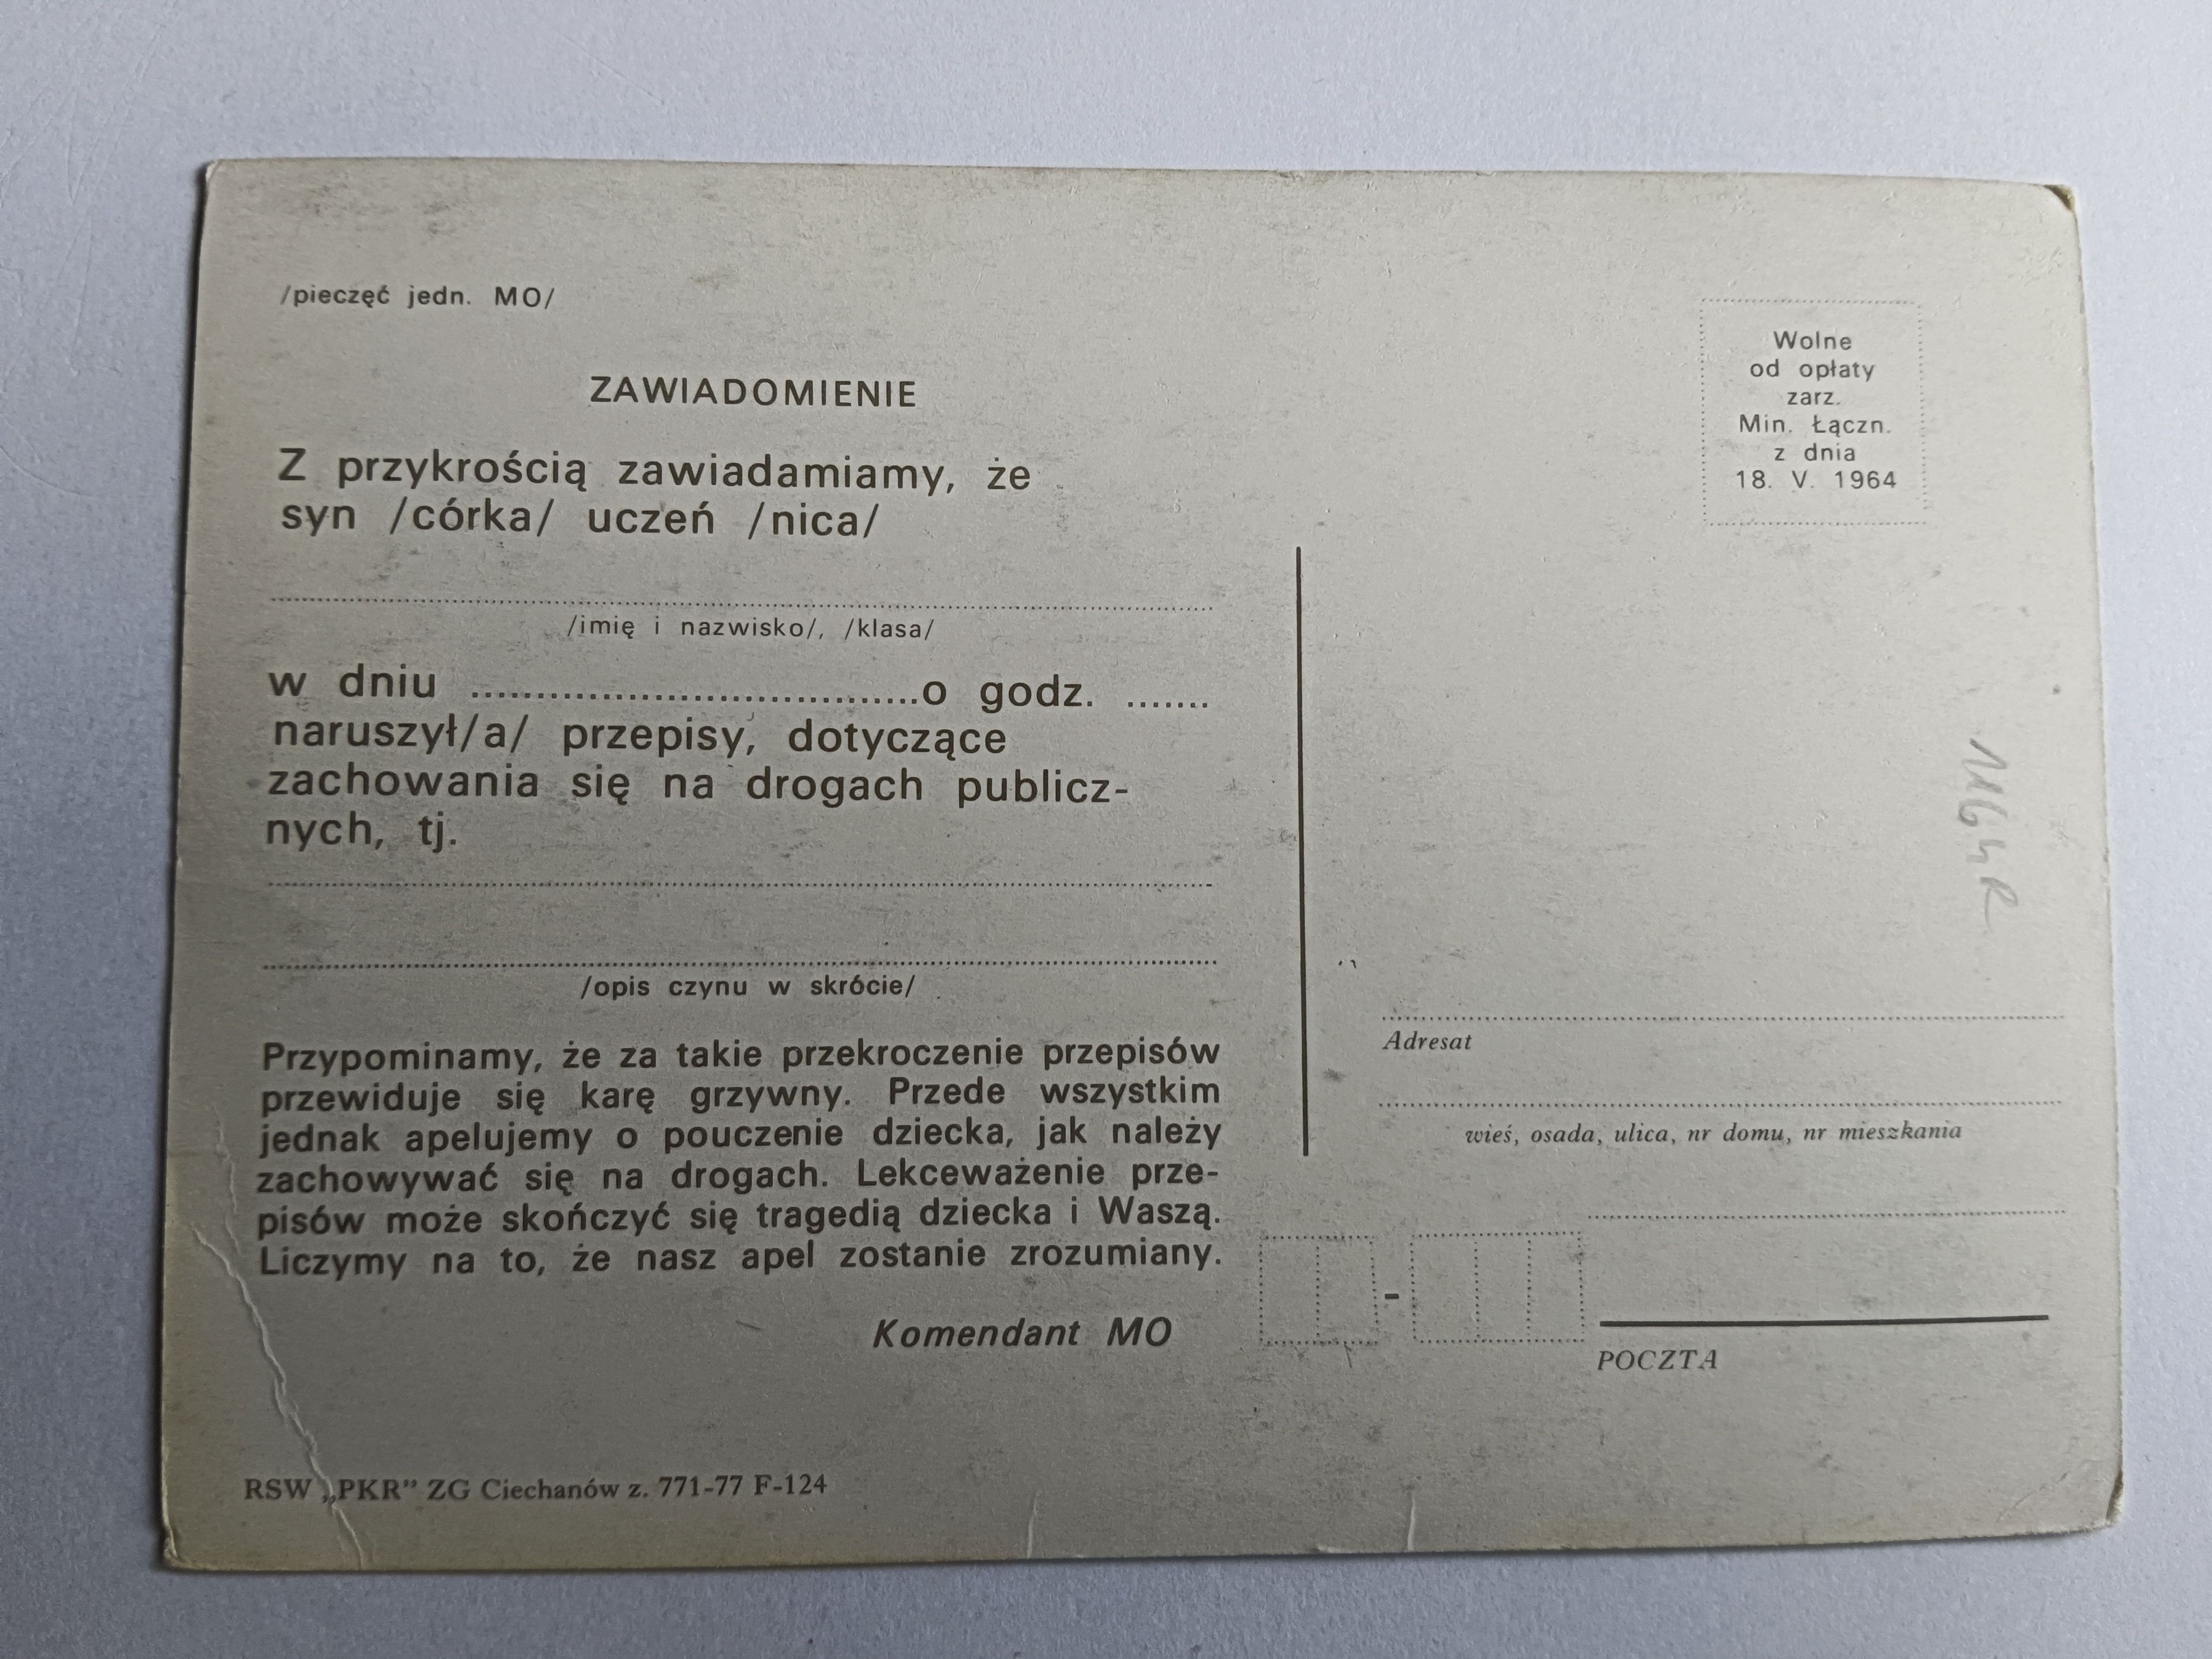 /pieczęć jedn. MO/
ZAWIADOMIENIE
Z przykrością zawiadamiamy, że
syn /córka/ uczeń /nica/
/imię i nazwisko/, /klasa/
w dniu ..................................o godz. .......
naruszył/a/ przepisy, dotyczące
zachowania się na drogach publicz-
nych, tj.
/opis czynu w skrócie/
Przypominamy, że za takie przekroczenie przepisów
przewiduje się karę grzywny. Przede wszystkim
jednak apelujemy o pouczenie dziecka, jak należy
zachowywać się na drogach. Lekceważenie prze-
pisów może skończyć się tragedią dziecka i Waszą.
Liczymy na to, że nasz apel zostanie zrozumiany.
Komendant MO
RSW „PKR” ZG Ciechanów z. 771-77 F-124
Wolne
od opłaty
zarz.
Min. Łączn.
z dnia
18. V. 1964
Adresat
wieś, osada, ulica, nr domu, nr mieszkania
-
POCZTA